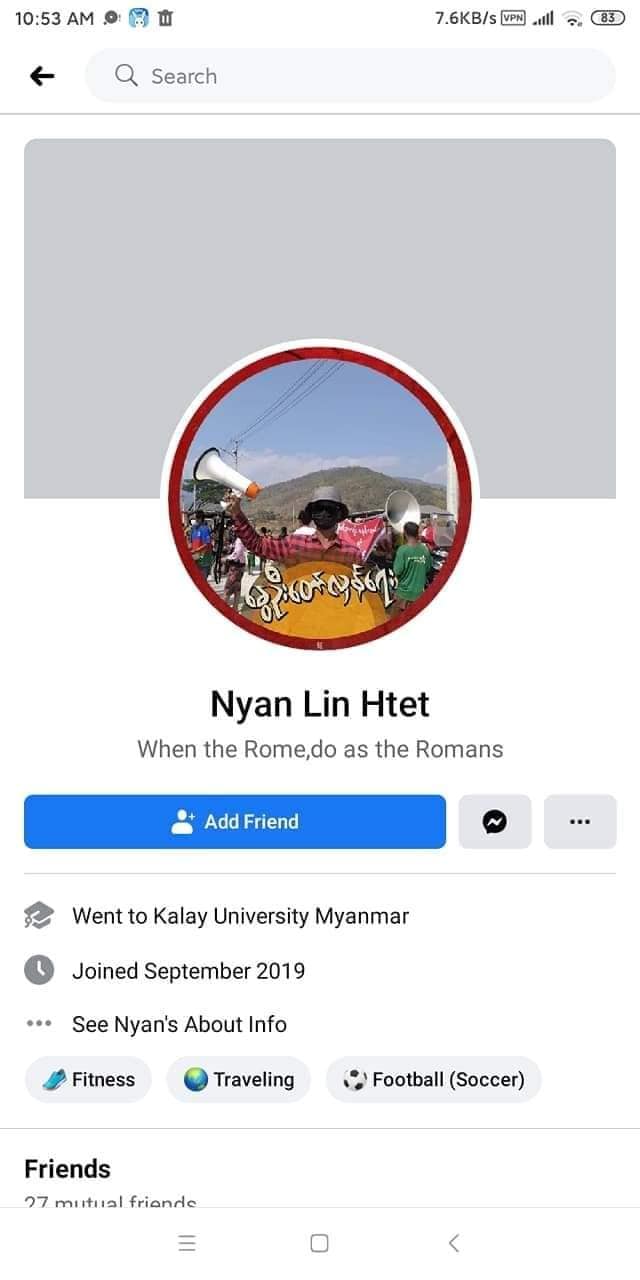 10:53 AM
7.6KB/s VPN 83
Search
Nyan Lin Htet
When the Rome,do as the Romans
Add Friend
Went to Kalay University Myanmar
Joined September 2019
See Nyan's About Info
Fitness
Traveling
Football (Soccer)
Friends
27 mutual friends